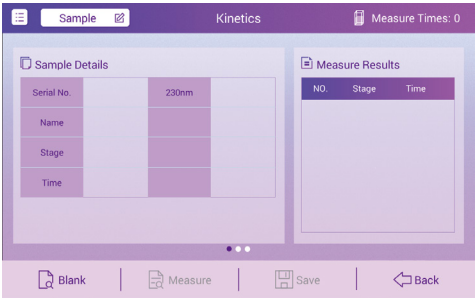 Sample Kinetics Measure Times: 0
Sample Details
Serial No. 230nm
Name
Stage
Time
Measure Results
NO. Stage Time
Blank Measure Save Back